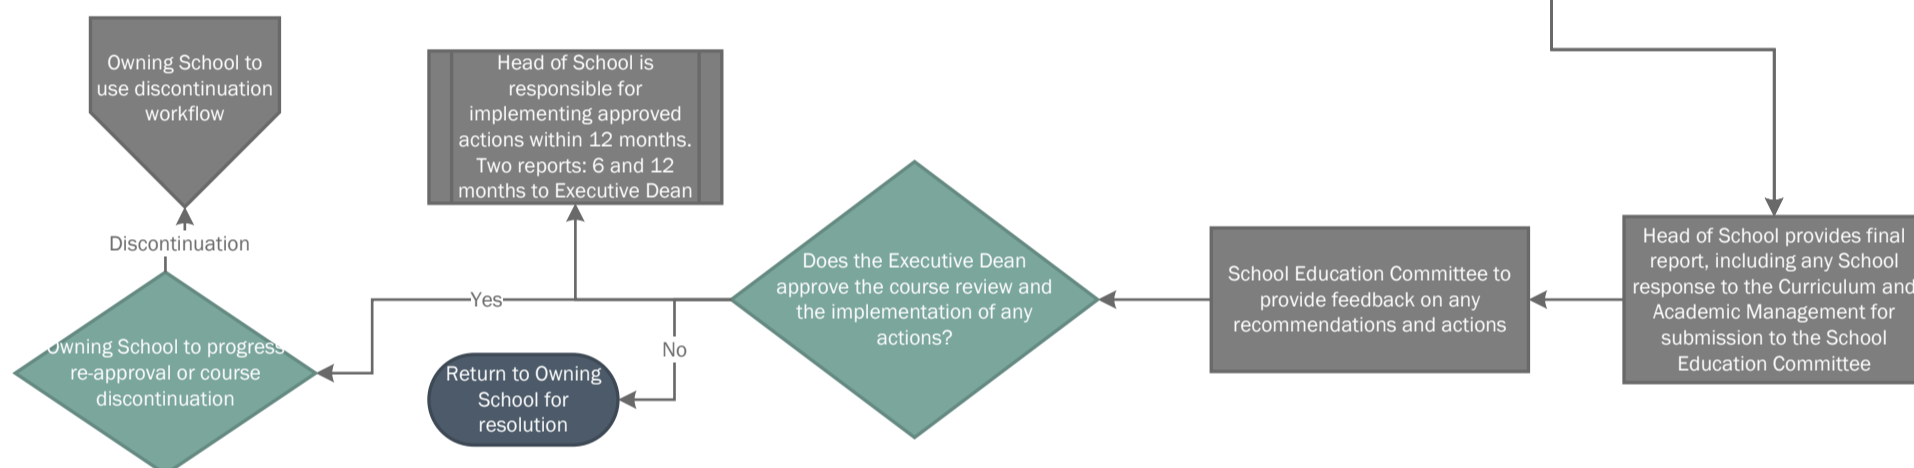 Owning School to
use discontinuation
workflow
Discontinuation
Owning School to progress
re-approval or course
discontinuation
Head of School is
responsible for
implementing approved
actions within 12 months.
Two reports: 6 and 12
months to Executive Dean
Yes
No
Return to Owning
School for
resolution
Does the Executive Dean
approve the course review and
the implementation of any
actions?
School Education Committee to
provide feedback on any
recommendations and actions
Head of School provides final
report, including any School
response to the Curriculum and
Academic Management for
submission to the School
Education Committee